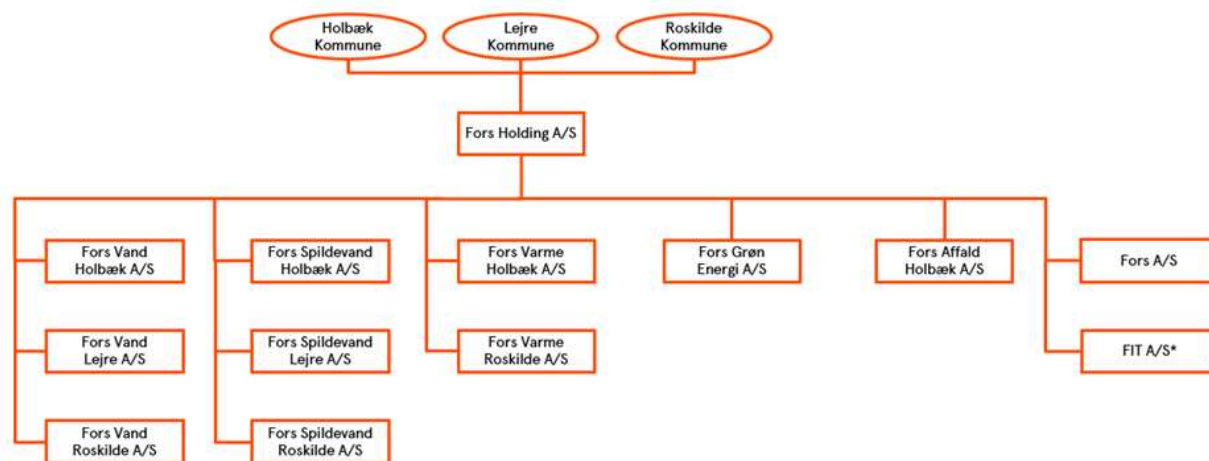 Holbæk
Kommune
Lejre
Kommune
Roskilde
Kommune
Fors Holding A/S
Fors Vand
Holbæk A/S
Fors Spildevand
Holbæk A/S
Fors Varme
Holbæk A/S
Fors Grøn
Energi A/S
Fors Affald
Holbæk A/S
Fors A/S
Fors Vand
Lejre A/S
Fors Spildevand
Lejre A/S
Fors Varme
Roskilde A/S
FIT A/S*
Fors Vand
Roskilde A/S
Fors Spildevand
Roskilde A/S